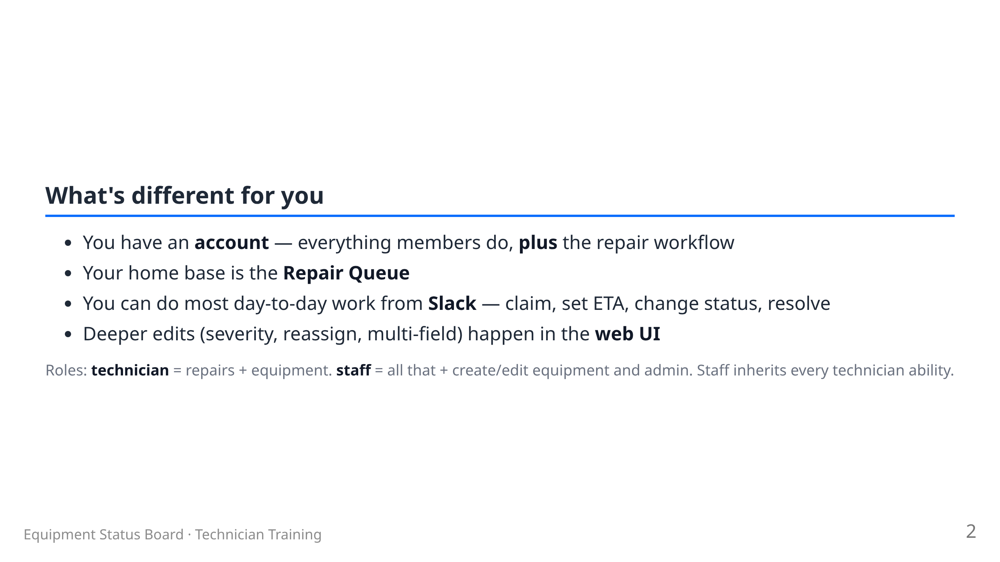 What's different for you
• You have an account — everything members do, plus the repair workflow
• Your home base is the Repair Queue
• You can do most day-to-day work from Slack — claim, set ETA, change status, resolve
• Deeper edits (severity, reassign, multi-field) happen in the web UI
Roles: technician = repairs + equipment. staff = all that + create/edit equipment and admin. Staff inherits every technician ability.
Equipment Status Board · Technician Training
2